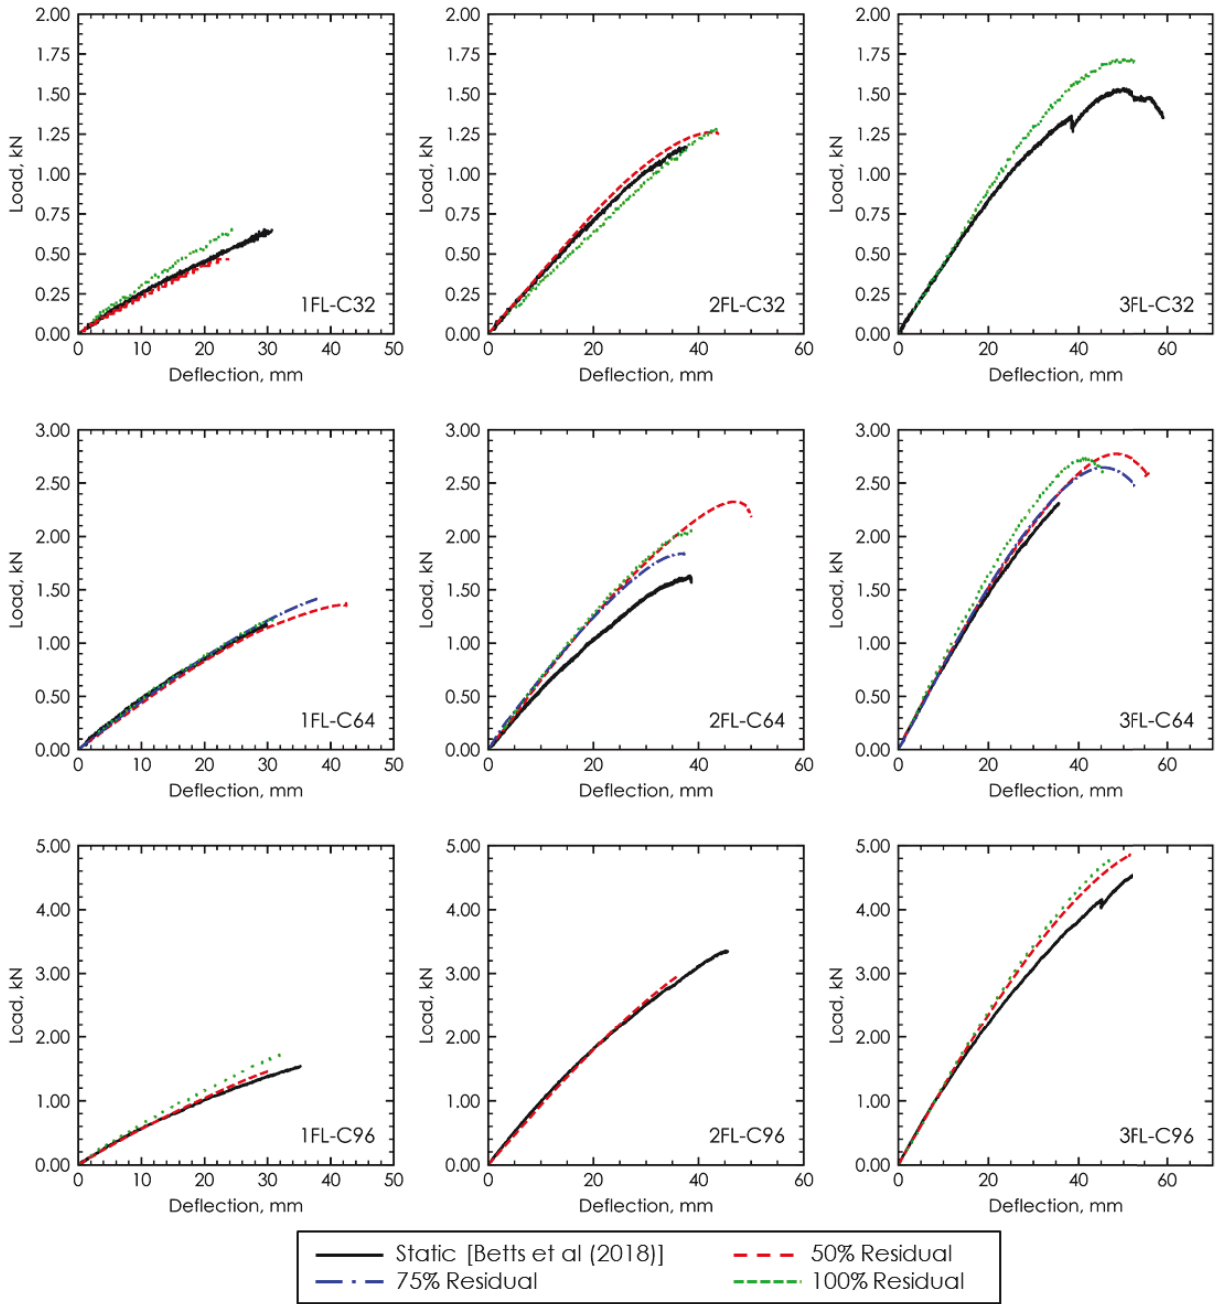 2.00
1.75
1.50
1.25
1.00
0.75
0.50
0.25
0.00
Load, kN
0 10 20 30 40 50
Deflection, mm
1FL-C32
2.00
1.75
1.50
1.25
1.00
0.75
0.50
0.25
0.00
Load, kN
0 20 40 60
Deflection, mm
2FL-C32
2.00
1.75
1.50
1.25
1.00
0.75
0.50
0.25
0.00
Load, kN
0 20 40 60
Deflection, mm
3FL-C32
3.00
2.50
2.00
1.50
1.00
0.50
0.00
Load, kN
0 10 20 30 40 50
Deflection, mm
1FL-C64
3.00
2.50
2.00
1.50
1.00
0.50
0.00
Load, kN
0 20 40 60
Deflection, mm
2FL-C64
3.00
2.50
2.00
1.50
1.00
0.50
0.00
Load, kN
0 20 40 60
Deflection, mm
3FL-C64
5.00
4.00
3.00
2.00
1.00
0.00
Load, kN
0 10 20 30 40 50
Deflection, mm
1FL-C96
5.00
4.00
3.00
2.00
1.00
0.00
Load, kN
0 20 40 60
Deflection, mm
2FL-C96
5.00
4.00
3.00
2.00
1.00
0.00
Load, kN
0 20 40 60
Deflection, mm
3FL-C96
Static [Betts et al (2018)]
50% Residual
75% Residual
100% Residual